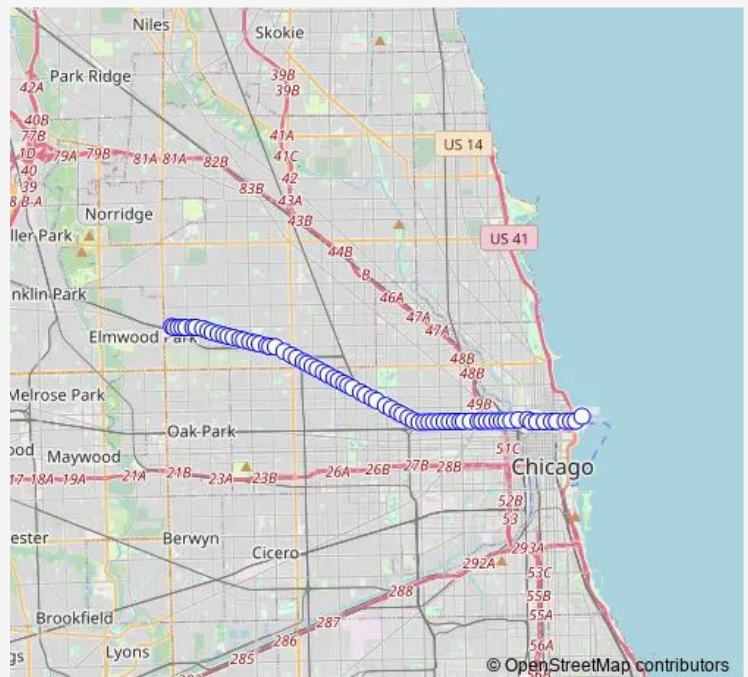 Niles
Skokie
39B
39B
Park Ridge
42A
40B
77B
1D
79A
79B
81A
81A
82B
41A
41C
US 14
40
39
42
83B
43A
8 B-A
Norridge
43B
ller Park
44B
US 41
B
nklin Park
46A
47A
47A
Elmwood Park
48B
48B
Melrose Park
49B
Oak Park
ood
Maywood
51C
Chicago
17
18A
19A
21A
21B
23A
23B
26A
26B
27B
28B
52B
53
ester
Berwyn
Cicero
293A
292A
53C
288
55B
55A
Brookfield
287
286
56A
gs
Lyons
285
© OpenStreetMap contributors